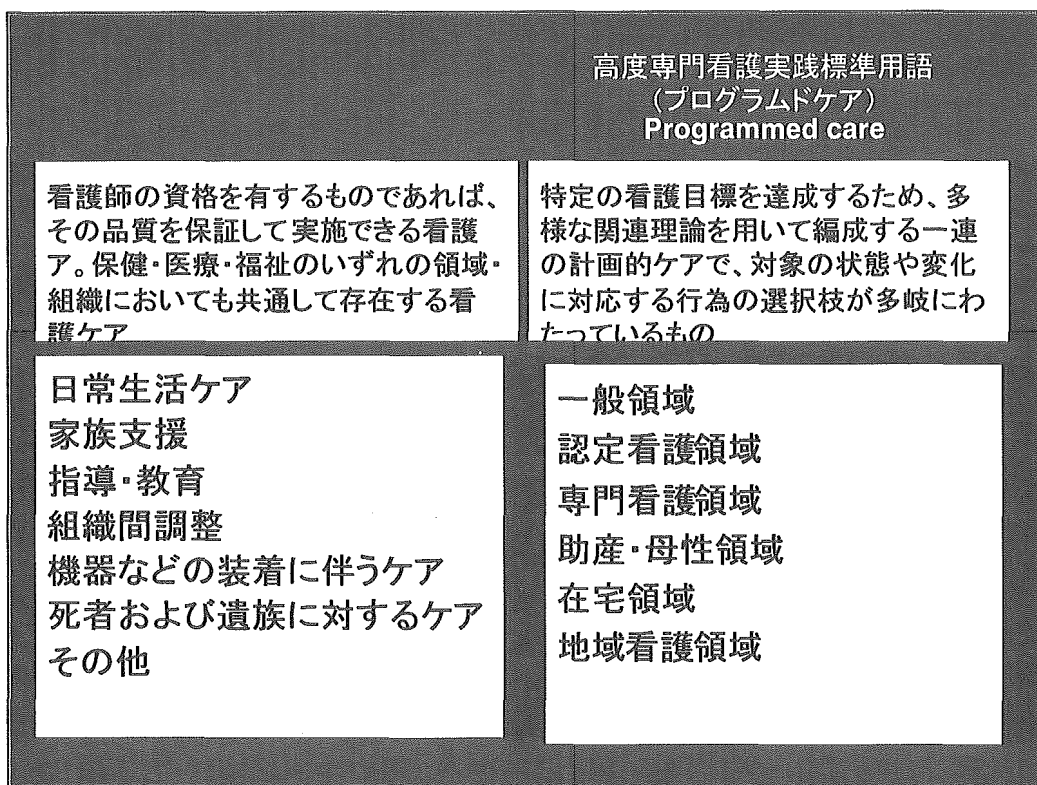 高度専門看護実践標準用語
(プログラムドケア)
Programmed care
看護師の資格を有するものであれば、
その品質を保証して実施できる看護
ア。保健・医療・福祉のいずれの領域・
組織においても共通して存在する看
護ケア
特定の看護目標を達成するため、多
様な関連理論を用いて編成する一連
の計画的ケアで、対象の状態や変化
に対応する行為の選択枝が多岐にわ
たっているもの
日常生活ケア
家族支援
指導・教育
組織間調整
機器などの装着に伴うケア
死者および遺族に対するケア
その他
一般領域
認定看護領域
専門看護領域
助産・母性領域
在宅領域
地域看護領域